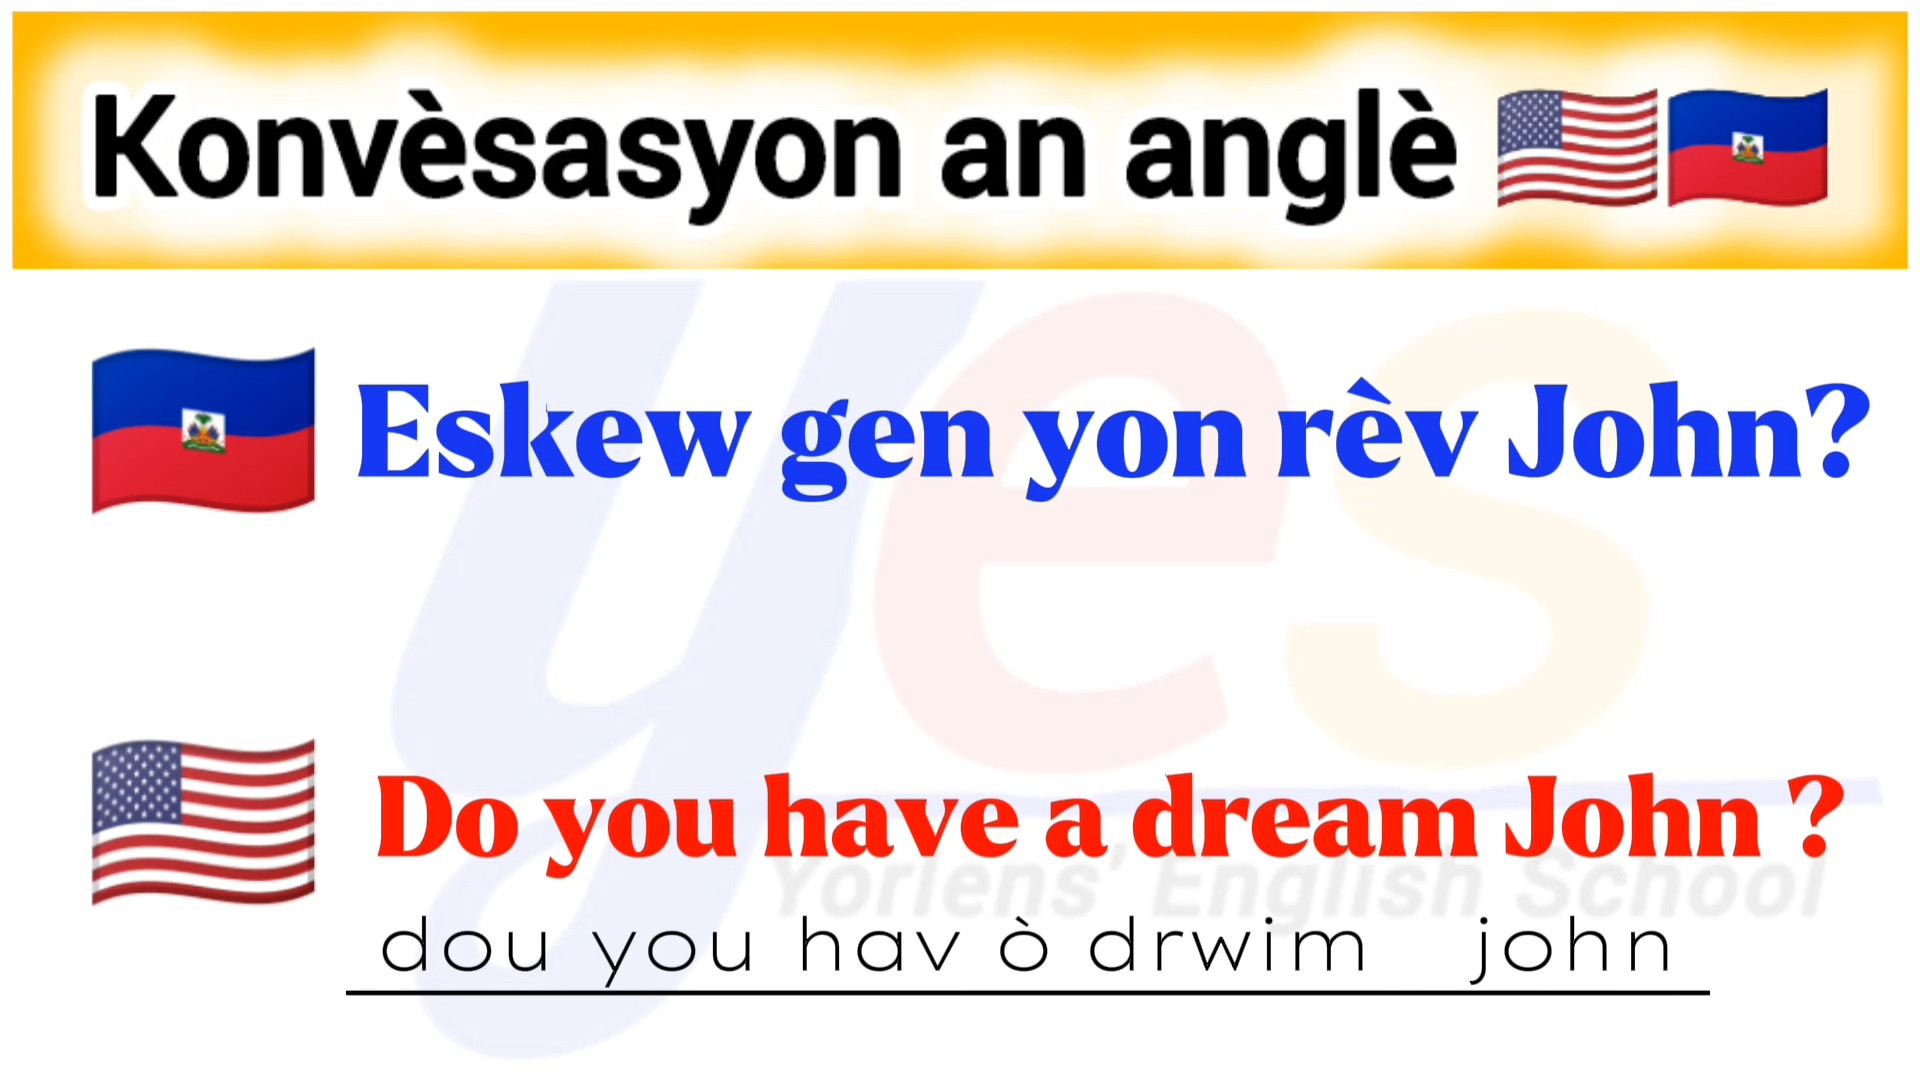 Konvèsasyon an anglè
Eskew gen yon rèv John?
yes
Do you have a dream John ?
Yorlens' English School
dou you hav ò drwim john